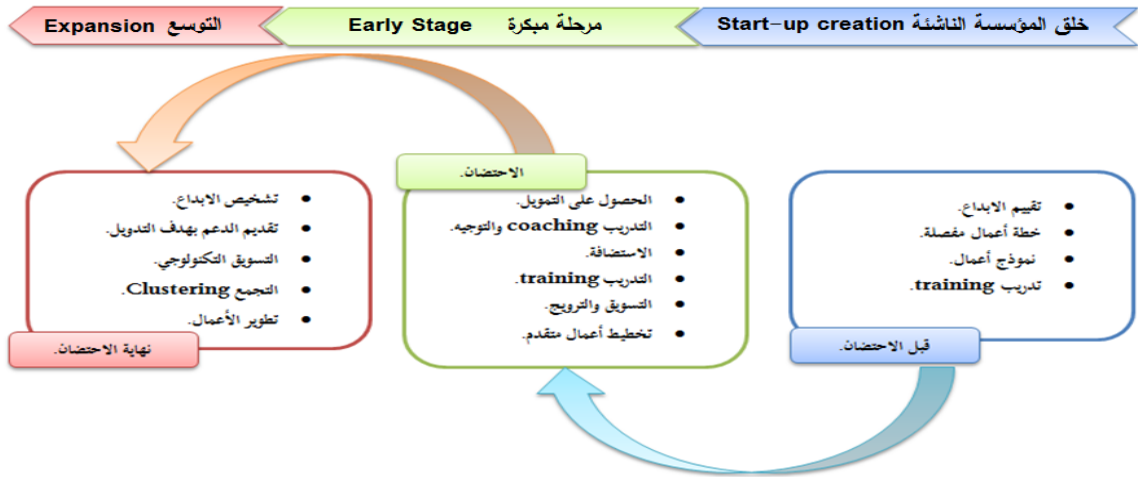 خلق المؤسسة الناشئة Start-up creation
مرحلة مبكرة Early Stage
التوسع Expansion
تقييم الابداع.
خطة أعمال مفصلة.
نموذج أعمال.
تدريب training.
قبل الاحتضان.
الاحتضان.
الحصول على التمويل.
التدريب coaching والتوجيه.
الاستضافة.
التدريب training.
التسويق والترويج.
تخطيط أعمال متقدم.
تشخيص الابداع.
تقديم الدعم بهدف التدويل.
التسويق التكنولوجي.
التجمع Clustering.
تطوير الأعمال.
نهاية الاحتضان.